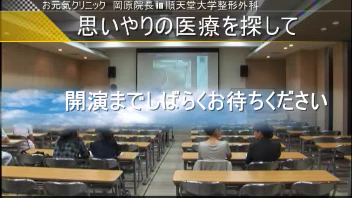 お元気クリニック 岡原院長 in 順天堂大学整形外科
思いやりの医療を探して
開演までしばらくお待ちください